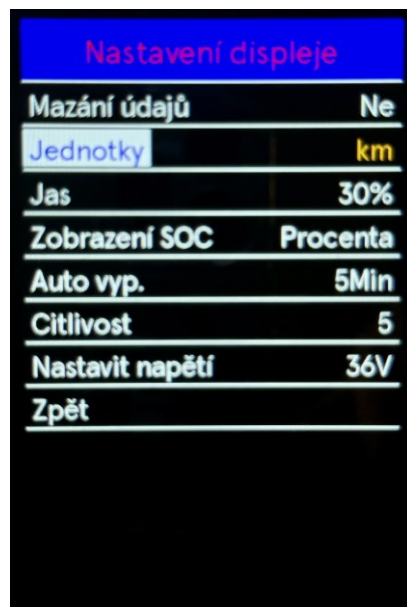 Nastavení displeje
Mazání údajů Ne
Jednotky km
Jas 30%
Zobrazení SOC Procenta
Auto vyp. 5Min
Citlivost 5
Nastavit napětí 36V
Zpět